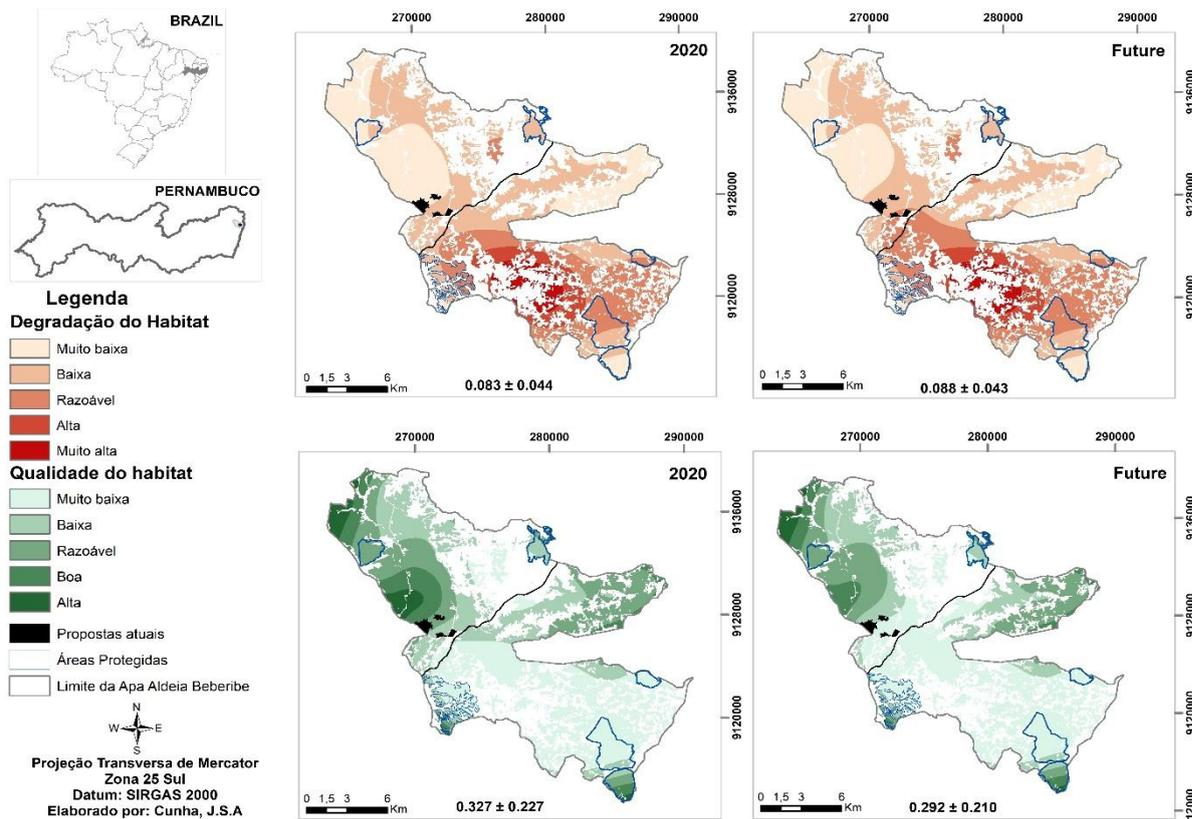 BRAZIL
PERNAMBUCO
Legenda
Degradação do Habitat
Muito baixa
Baixa
Razoável
Alta
Muito alta
Qualidade do habitat
Muito baixa
Baixa
Razoável
Boa
Alta
Propostas atuais
Áreas Protegidas
Limite da Apa Aldeia Beberibe
N
W E
S
Projeção Transversa de Mercator
Zona 25 Sul
Datum: SIRGAS 2000
Elaborado por: Cunha, J.S.A
270000 280000 290000
2020
9136000
9128000
9120000
0 1,5 3 6
Km
0.083 ± 0.044
270000 280000 290000
Future
9136000
9128000
9120000
0 1,5 3 6
Km
0.088 ± 0.043
270000 280000 290000
2020
9136000
9128000
9120000
0 1,5 3 6
Km
0.327 ± 0.227
270000 280000 290000
Future
9136000
9128000
9120000
0 1,5 3 6
Km
0.292 ± 0.210